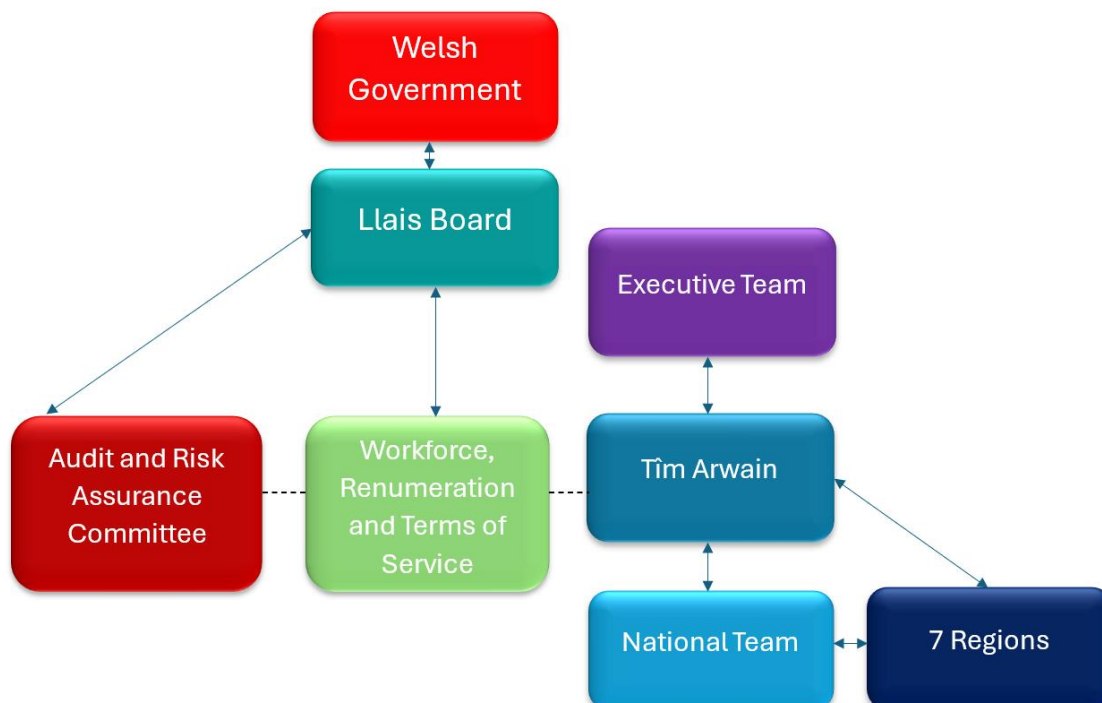 Welsh
Government
Llais Board
Executive Team
Audit and Risk
Assurance
Committee
Workforce,
Renumeration
and Terms of
Service
Tîm Arwain
National Team
7 Regions